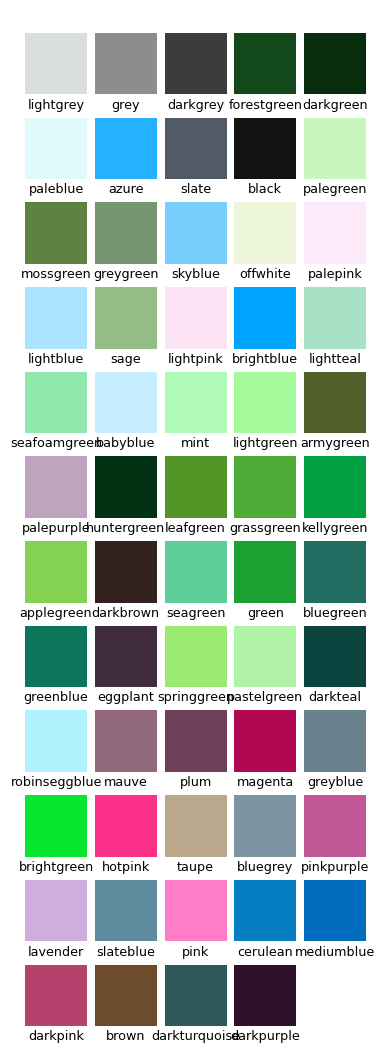 lightgrey grey darkgrey forestgreen darkgreen
paleblue azure slate black palegreen
mossgreen greygreen skyblue offwhite palepink
lightblue sage lightpink brightblue lightteal
seafoamgreen babyblue mint lightgreen armygreen
palepurple huntergreen leafgreen grassgreen kellygreen
applegreen darkbrown seagreen green bluegreen
greenblue eggplant springgreen pastelgreen darkteal
robinseggblue mauve plum magenta greyblue
brightgreen hotpink taupe bluegrey pinkpurple
lavender slateblue pink cerulean mediumblue
darkpink brown darkturquoise darkpurple